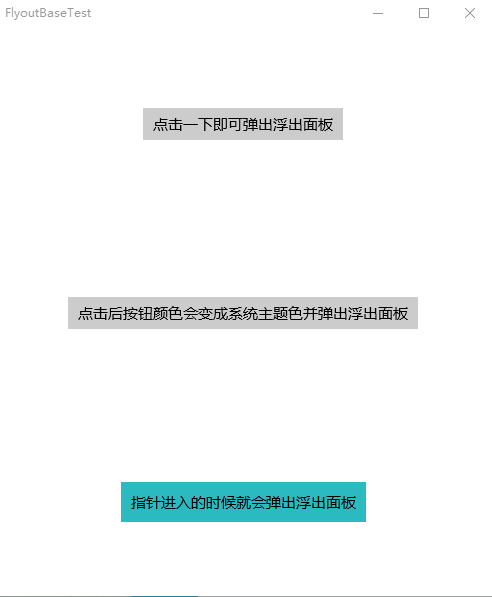 FlyoutBaseTest
点击一下即可弹出浮出面板
点击后按钮颜色会变成系统主题色并弹出浮出面板
指针进入的时候就会弹出浮出面板